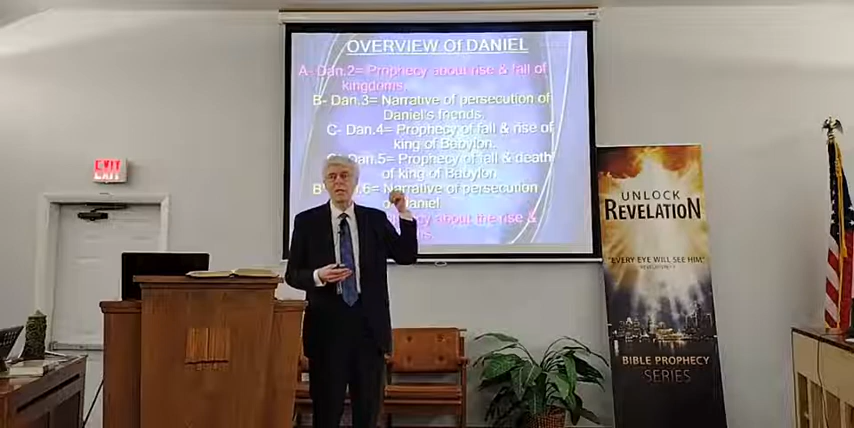 OVERVIEW Of DANIEL
A- Dan.2= Prophecy about rise & fall of
kingdoms.
B- Dan.3= Narrative of persecution of
Daniel's friends.
C- Dan.4= Prophecy of fall & rise of
king of Babylon.
Dan.5= Prophecy of fall & death
of king of Babylon
.6= Narrative of persecution
Daniel
about the rise &
EXIT
UNLOCK
REVELATION
"EVERY EYE WILL SEE HIM"
BIBLE PROPHECY
SERIES